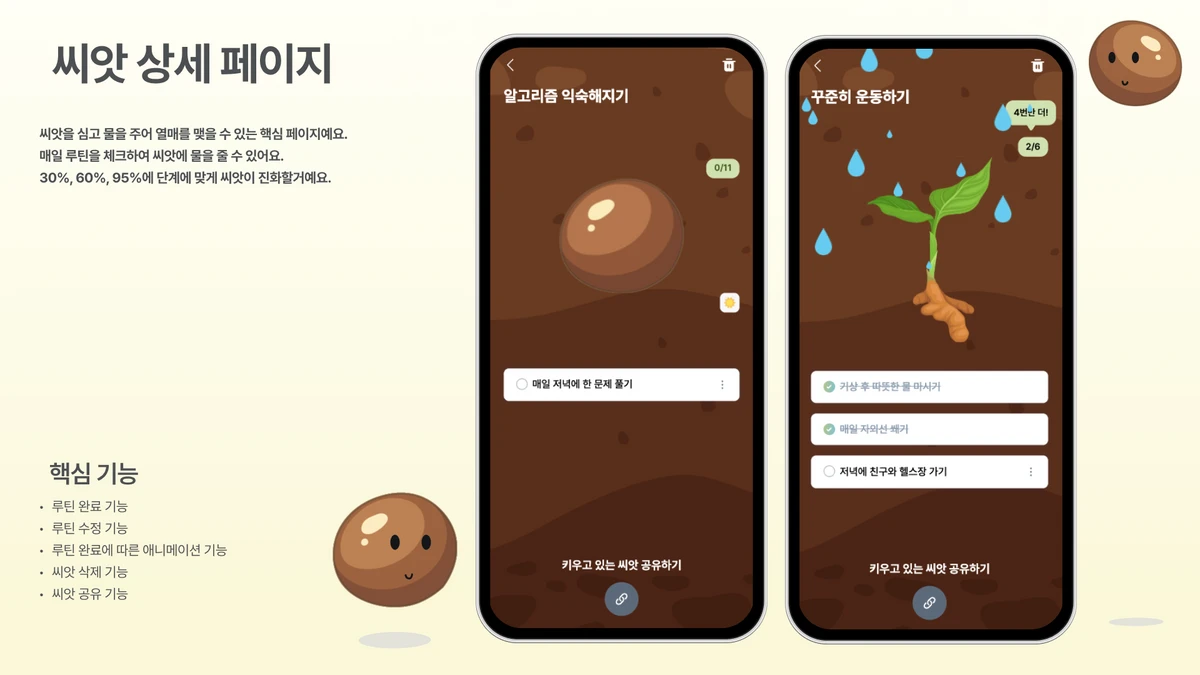 씨앗 상세 페이지
씨앗을 심고 물을 주어 열매를 맺을 수 있는 핵심 페이지예요.
매일 루틴을 체크하여 씨앗에 물을 줄 수 있어요.
30%, 60%, 95%에 단계에 맞게 씨앗이 진화할거예요.
핵심 기능
• 루틴 완료 기능
• 루틴 수정 기능
• 루틴 완료에 따른 애니메이션 기능
• 씨앗 삭제 기능
• 씨앗 공유 기능
알고리즘 익숙해지기
0/11
매일 저녁에 한 문제 풀기
키우고 있는 씨앗 공유하기
꾸준히 운동하기
4번만 더!
2/6
기상 후 따뜻한 물 마시기
매일 자외선 쐐기
저녁에 친구와 헬스장 가기
키우고 있는 씨앗 공유하기